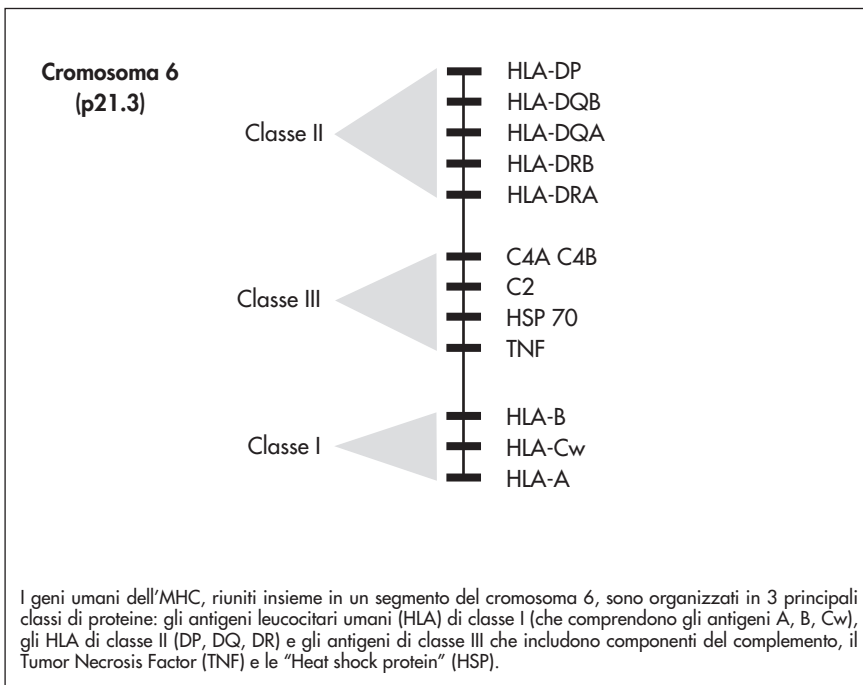 Cromosoma 6
(p21.3)
HLA-DP
HLA-DQB
Classe II
HLA-DQA
HLA-DRB
HLA-DRA
C4A C4B
Classe III
C2
HSP 70
TNF
HLA-B
Classe I
HLA-Cw
HLA-A
I geni umani dell'MHC, riuniti insieme in un segmento del cromosoma 6, sono organizzati in 3 principali
classi di proteine: gli antigeni leucocitari umani (HLA) di classe I (che comprendono gli antigeni A, B, Cw),
gli HLA di classe II (DP, DQ, DR) e gli antigeni di classe III che includono componenti del complemento, il
Tumor Necrosis Factor (TNF) e le "Heat shock protein" (HSP).